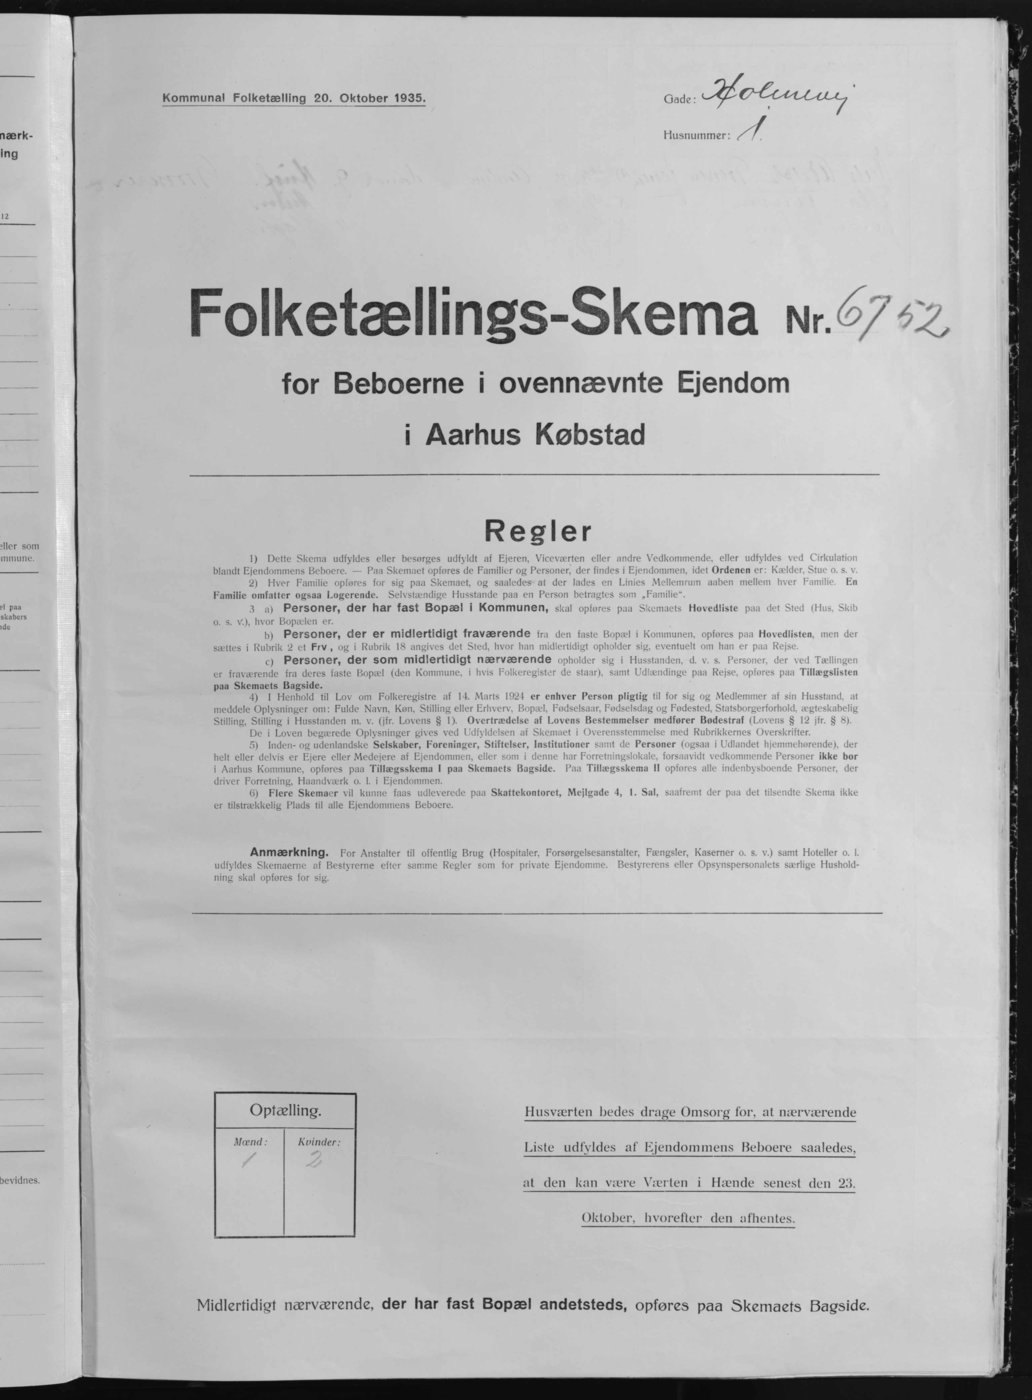 Kommunal Folketælling 20. Oktober 1935.
Gade: Holmevej
Husnummer: 1
Folketællings-Skema Nr. 6752
for Beboerne i ovennævnte Ejendom
i Aarhus Købstad
Regler
1) Dette Skema udfyldes eller besørges udfyldt af Ejeren, Viceværten eller andre Vedkommende, eller udfyldes ved Cirkulation
blandt Ejendommens Beboere. — Paa Skemaet opføres de Familier og Personer, der findes i Ejendommen, idet Ordenen er: Kælder, Stue o. s. v.
2) Hver Familie opføres for sig paa Skemaet, og saaledes at der lades en Linies Mellemrum aaben mellem hver Familie. En
Familie omfatter ogsaa Logerende. Selvstændige Husstande paa en Person betragtes som „Familie“.
3 a) Personer, der har fast Bopæl i Kommunen, skal opføres paa Skemaets Hovedliste paa det Sted (Hus, Skib
o. s. v.), hvor Bopælen er.
b) Personer, der er midlertidigt fraværende fra den faste Bopæl i Kommunen, opføres paa Hovedlisten, men der
sættes i Rubrik 2 et Frv., og i Rubrik 18 angives det Sted, hvor han midlertidigt opholder sig, eventuelt om han er paa Rejse.
c) Personer, der som midlertidigt nærværende opholder sig i Husstanden, d. v. s. Personer, der ved Tællingen
er fraværende fra deres faste Bopæl (den Kommune, i hvis Folkeregister de staar), samt Udlændinge paa Rejse, opføres paa Tillægslisten
paa Skemaets Bagside.
4) I Henhold til Lov om Folkeregistre af 14. Marts 1924 er enhver Person pligtig til for sig og Medlemmer af sin Husstand, at
meddele Oplysninger om: Fulde Navn, Køn, Stilling eller Erhverv, Bopæl, Fødselsaar, Fødselsdag og Fødested, Statsborgerforhold, ægteskabelig
Stilling, Stilling i Husstanden m. v. (jfr. Lovens § 1). Overtrædelse af Lovens Bestemmelser medfører Bødestraf (Lovens § 12 jfr. § 8).
De i Loven begærede Oplysninger gives ved Udfyldelsen af Skemaet i Overensstemmelse med Rubrikkernes Overskrifter.
5) Inden- og udenlandske Selskaber, Foreninger, Stiftelser, Institutioner samt de Personer (ogsaa i Udlandet hjemmehørende), der
helt eller delvis er Ejere eller Medejere af Ejendommen, eller som i denne har Forretningslokale, forsaavidt vedkommende Personer ikke bor
i Aarhus Kommune, opføres paa Tillægsskema I paa Skemaets Bagside. Paa Tillægsskema II opføres alle indenbysboende Personer, der
driver Forretning, Haandværk o. l. i Ejendommen.
6) Flere Skemaer vil kunne faas udleverede paa Skattekontoret, Mejlgade 4, 1. Sal, saafremt der paa det tilsendte Skema ikke
er tilstrækkelig Plads til alle Ejendommens Beboere.
Anmærkning. For Anstalter til offentlig Brug (Hospitaler, Forsørgelsesanstalter, Fængsler, Kaserner o. s. v.) samt Hoteller o. l.
udfyldes Skemaerne af Bestyrerne efter samme Regler som for private Ejendomme. Bestyrerens eller Opsynspersonalets særlige Hushold-
ning skal opføres for sig.
Optælling.
Mænd: Kvinder:
1 2
Husværten bedes drage Omsorg for, at nærværende
Liste udfyldes af Ejendommens Beboere saaledes,
at den kan være Værten i Hænde senest den 23.
Oktober, hvorefter den afhentes.
Midlertidigt nærværende, der har fast Bopæl andetsteds, opføres paa Skemaets Bagside.